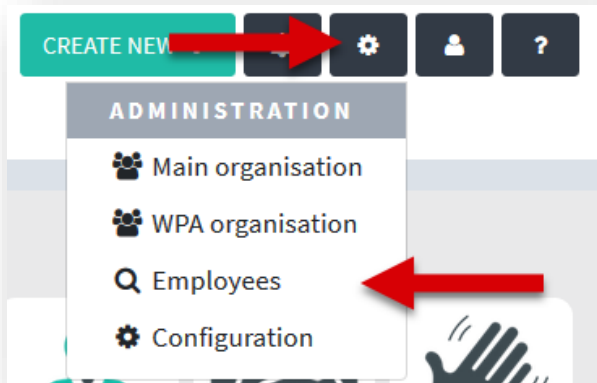 CREATE NEW
?
ADMINISTRATION
Main organisation
WPA organisation
Employees
Configuration